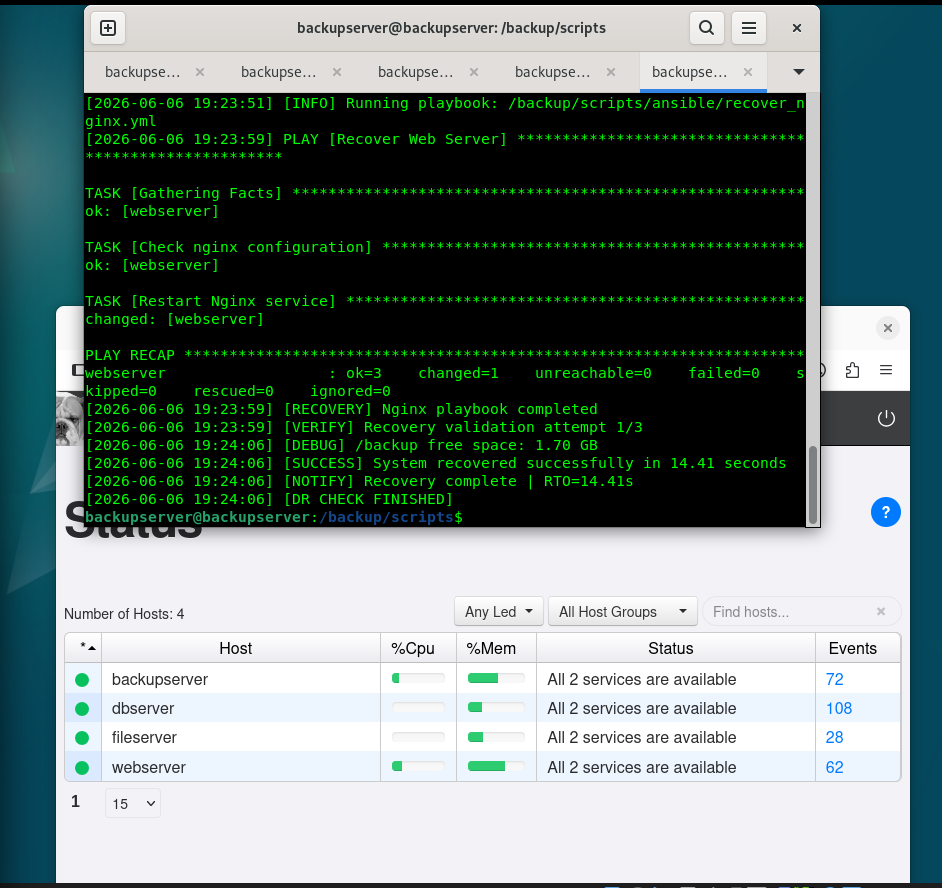 backupserver@backupserver: /backup/scripts
backupse... backupse... backupse... backupse... backupse...
[2026-06-06 19:23:51] [INFO] Running playbook: /backup/scripts/ansible/recover_n
ginx.yml
[2026-06-06 19:23:59] PLAY [Recover Web Server] ********************************
**********************
TASK [Gathering Facts] *********************************************************
ok: [webserver]
TASK [Check nginx configuration] ***********************************************
ok: [webserver]
TASK [Restart Nginx service] ***************************************************
changed: [webserver]
PLAY RECAP *********************************************************************
webserver                  : ok=3    changed=1    unreachable=0    failed=0    s
kipped=0    rescued=0    ignored=0
[2026-06-06 19:23:59] [RECOVERY] Nginx playbook completed
[2026-06-06 19:23:59] [VERIFY] Recovery validation attempt 1/3
[2026-06-06 19:24:06] [DEBUG] /backup free space: 1.70 GB
[2026-06-06 19:24:06] [SUCCESS] System recovered successfully in 14.41 seconds
[2026-06-06 19:24:06] [NOTIFY] Recovery complete | RTO=14.41s
[2026-06-06 19:24:06] [DR CHECK FINISHED]
backupserver@backupserver:/backup/scripts$
Status
?
Number of Hosts: 4 Any Led All Host Groups Find hosts...
* Host %Cpu %Mem Status Events
backupserver All 2 services are available 72
dbserver All 2 services are available 108
fileserver All 2 services are available 28
webserver All 2 services are available 62
1 15